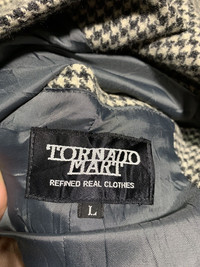 TORNADO
MART
REFINED REAL CLOTHES
L